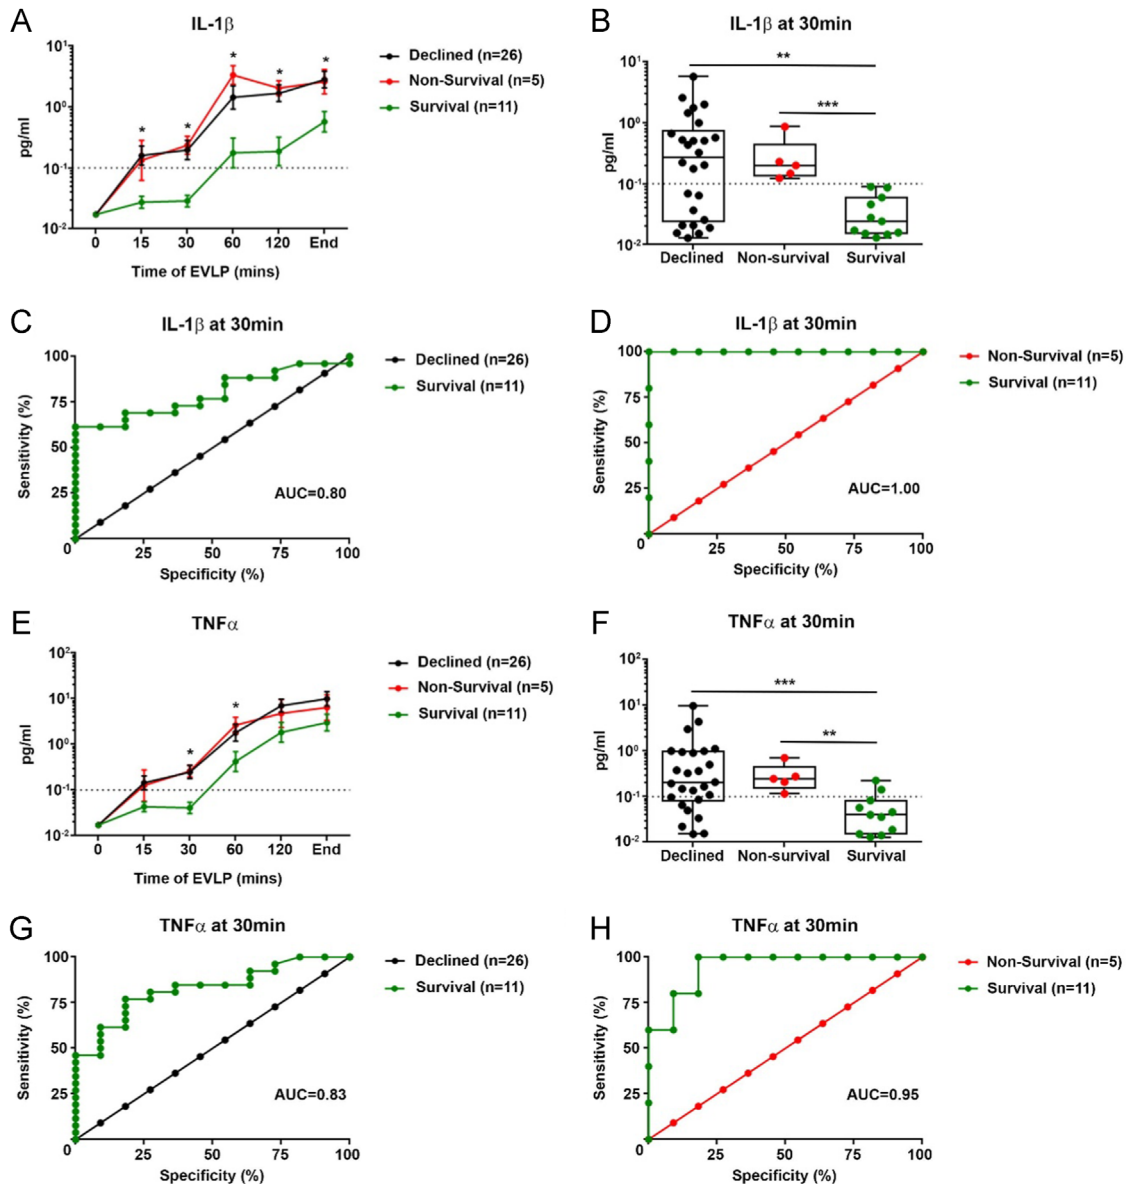 A
IL-1β
10¹
10⁰
10⁻¹
10⁻²
pg/ml
0 15 30 60 120 End
Time of EVLP (mins)
* * * * *
Declined (n=26)
Non-Survival (n=5)
Survival (n=11)
B
IL-1β at 30min
10¹
10⁰
10⁻¹
10⁻²
pg/ml
**
***
Declined Non-survival Survival
C
IL-1β at 30min
100
75
50
25
0
Sensitivity (%)
25 50 75 100
Specificity (%)
AUC=0.80
Declined (n=26)
Survival (n=11)
D
IL-1β at 30min
100
75
50
25
0
Sensitivity (%)
25 50 75 100
Specificity (%)
AUC=1.00
Non-Survival (n=5)
Survival (n=11)
E
TNFα
10²
10¹
10⁰
10⁻¹
10⁻²
pg/ml
0 15 30 60 120 End
Time of EVLP (mins)
* *
Declined (n=26)
Non-Survival (n=5)
Survival (n=11)
F
TNFα at 30min
10²
10¹
10⁰
10⁻¹
10⁻²
pg/ml
***
**
Declined Non-survival Survival
G
TNFα at 30min
100
75
50
25
0
Sensitivity (%)
25 50 75 100
Specificity (%)
AUC=0.83
Declined (n=26)
Survival (n=11)
H
TNFα at 30min
100
75
50
25
0
Sensitivity (%)
25 50 75 100
Specificity (%)
AUC=0.95
Non-Survival (n=5)
Survival (n=11)